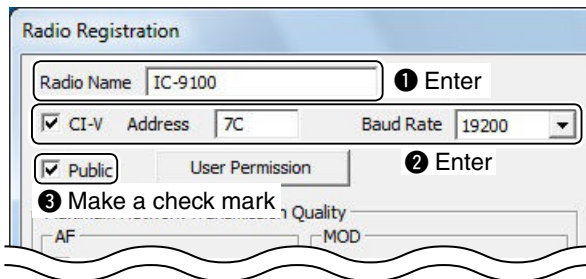 Radio Registration
Radio Name IC-9100 ❶ Enter
CI-V Address 7C Baud Rate 19200
Public User Permission ❷ Enter
❸ Make a check mark
Quality
AF MOD